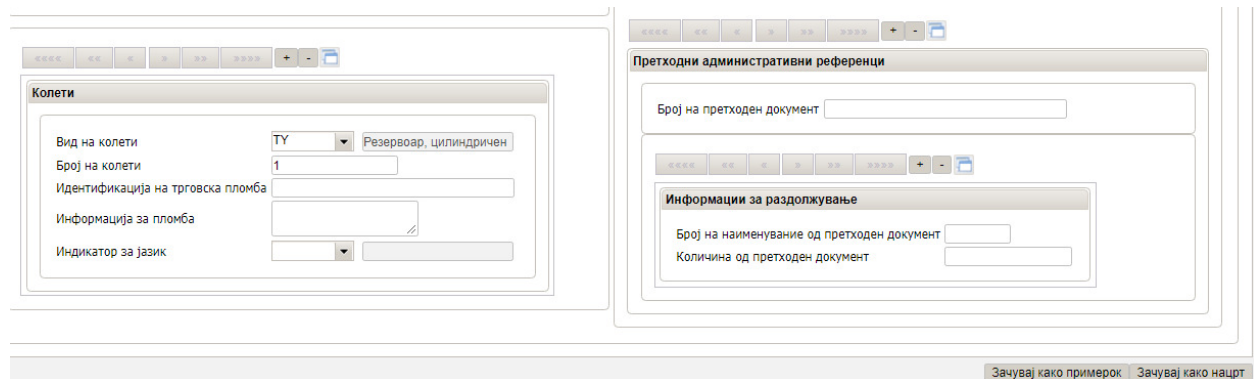 «««« «« « » »» »»»» + -
Колети
Вид на колети TY Резервоар, цилиндричен
Број на колети 1
Идентификација на трговска пломба
Информација за пломба
Индикатор за јазик
«««« «« « » »» »»»» + -
Претходни административни референци
Број на претходен документ
«««« «« « » »» »»»» + -
Информации за раздолжување
Број на наименување од претходен документ
Количина од претходен документ
Зачувај како примерок Зачувај како нацрт